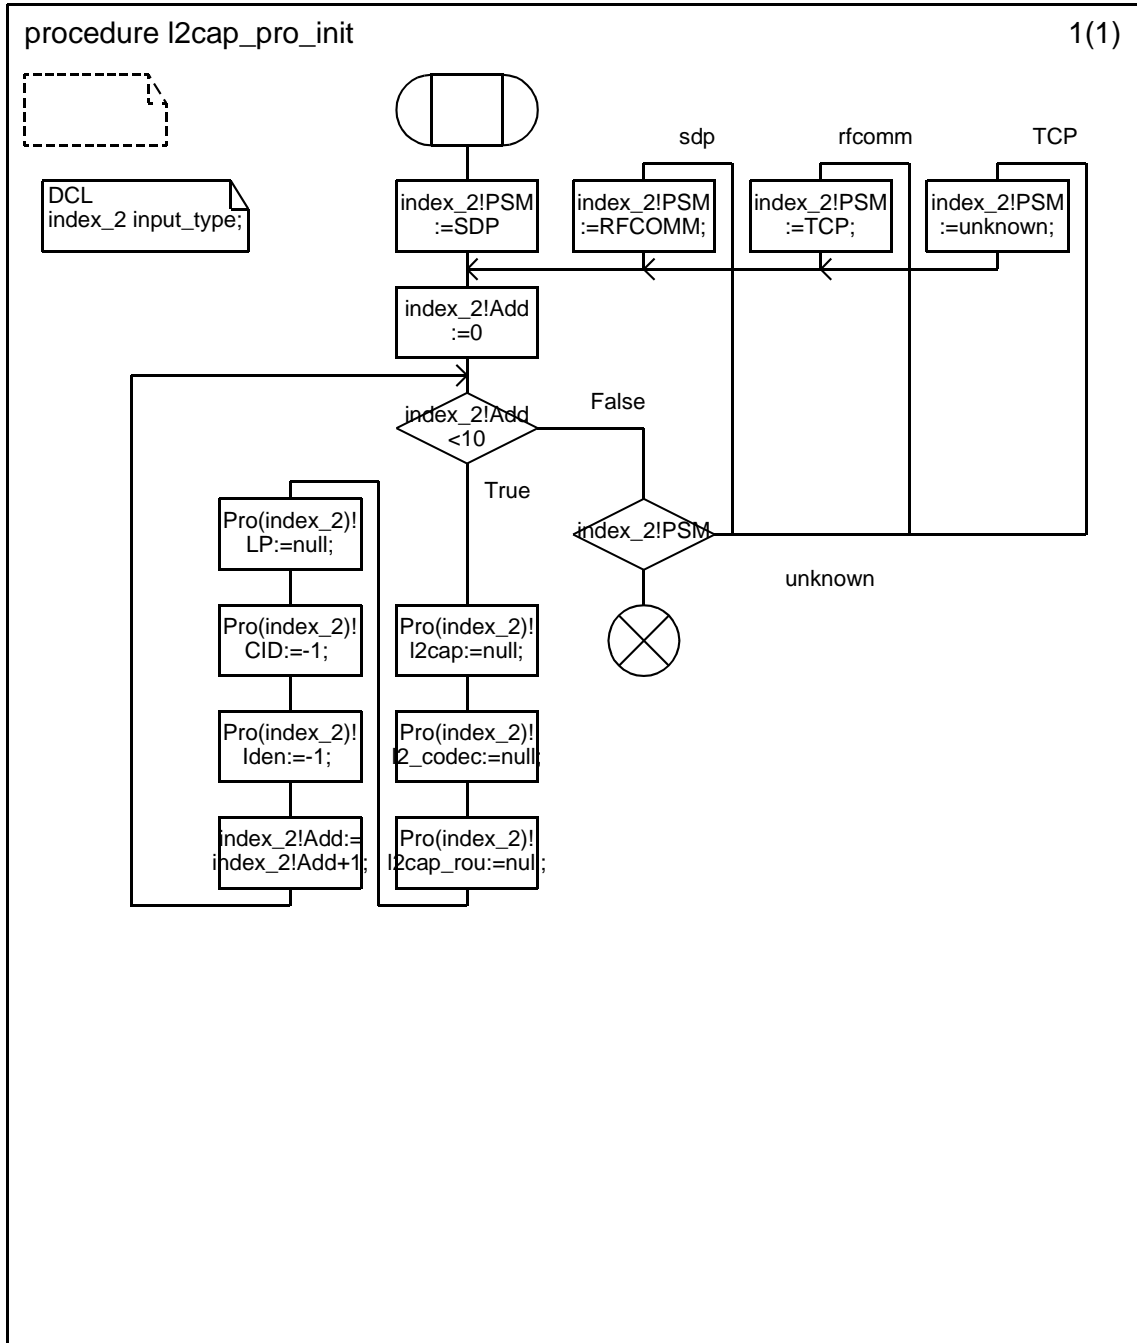 procedure l2cap_pro_init
1(1)
sdp
rfcomm
TCP
DCL
index_2 input_type;
index_2!PSM
:=SDP
index_2!PSM
:=RFCOMM;
index_2!PSM
:=TCP;
index_2!PSM
:=unknown;
index_2!Add
:=0
index_2!Add
<10
False
True
Pro(index_2)!
LP:=null;
index_2!PSM
unknown
Pro(index_2)!
CID:=-1;
Pro(index_2)!
l2cap:=null;
Pro(index_2)!
Iden:=-1;
Pro(index_2)!
l2_codec:=null;
index_2!Add:=
index_2!Add+1;
Pro(index_2)!
l2cap_rou:=null;